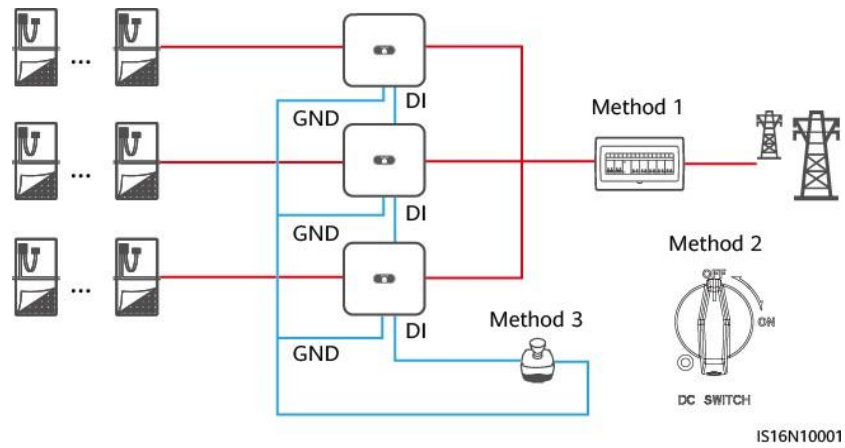 ...
DI
GND
Method 1
...
DI
GND
Method 2
OFF
ON
...
Method 3
DI
GND
DC SWITCH
IS16N10001